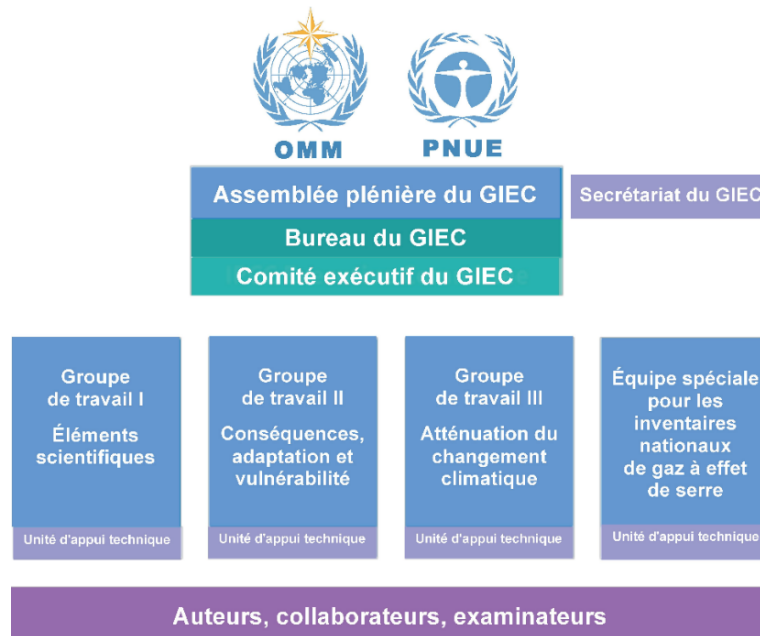 OMM
PNUE
Assemblée plénière du GIEC
Secrétariat du GIEC
Bureau du GIEC
Comité exécutif du GIEC
Groupe
de travail I
Éléments
scientifiques
Unité d'appui technique
Groupe
de travail II
Conséquences,
adaptation et
vulnérabilité
Unité d'appui technique
Groupe
de travail III
Atténuation du
changement
climatique
Unité d'appui technique
Équipe spéciale
pour les
inventaires
nationaux
de gaz à effet
de serre
Unité d'appui technique
Auteurs, collaborateurs, examinateurs